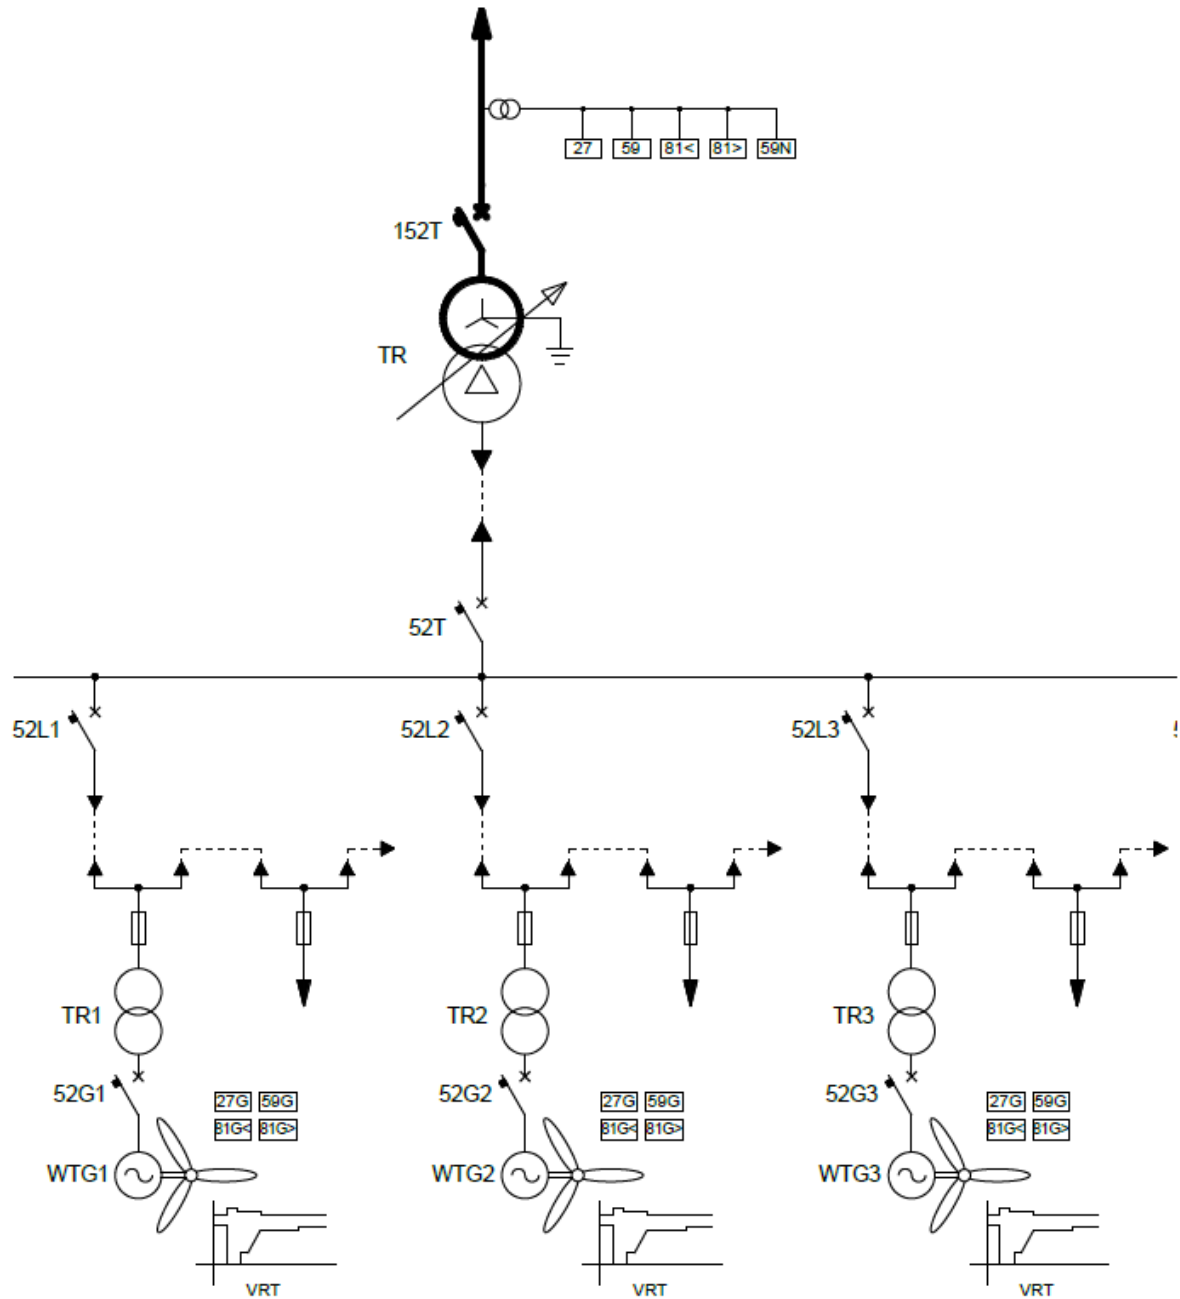 27 59 81< 81> 59N
152T
TR
52T
52L1 52L2 52L3
TR1 TR2 TR3
52G1 27G 59G 52G2 27G 59G 52G3 27G 59G
81G< 81G> 81G< 81G> 81G< 81G>
WTG1 WTG2 WTG3
VRT VRT VRT